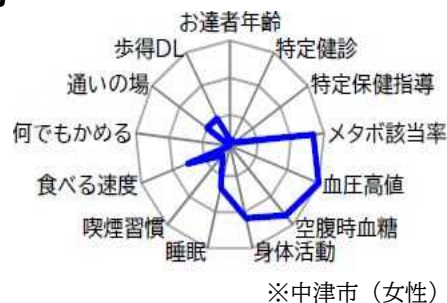 お達者年齢
歩得DL
特定健診
通いの場
特定保健指導
何でもかめる
メタボ該当率
食べる速度
血圧高値
喫煙習慣
空腹時血糖
睡眠
身体活動
※中津市（女性）